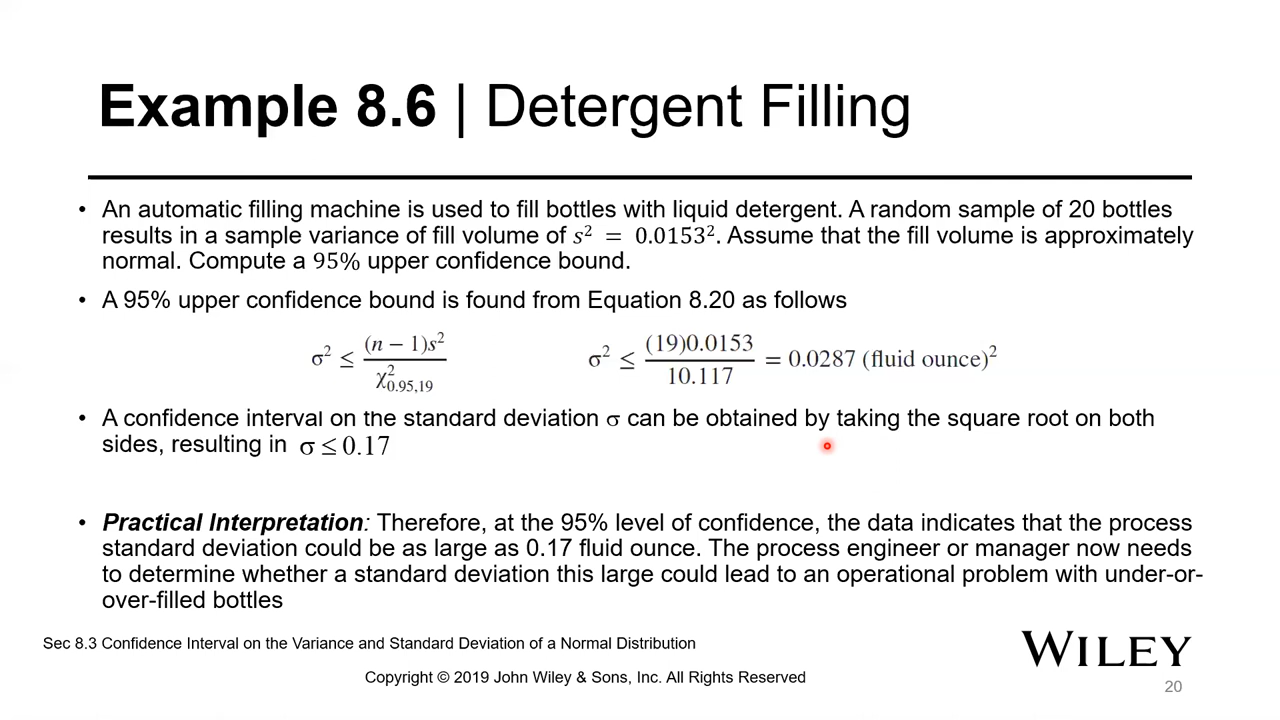 Example 8.6 | Detergent Filling
• An automatic filling machine is used to fill bottles with liquid detergent. A random sample of 20 bottles
results in a sample variance of fill volume of s² = 0.0153². Assume that the fill volume is approximately
normal. Compute a 95% upper confidence bound.
• A 95% upper confidence bound is found from Equation 8.20 as follows
σ² ≤ (n − 1)s² / χ²0.95,19    σ² ≤ (19)0.0153 / 10.117 = 0.0287 (fluid ounce)²
• A confidence interval on the standard deviation σ can be obtained by taking the square root on both
sides, resulting in σ ≤ 0.17
• Practical Interpretation: Therefore, at the 95% level of confidence, the data indicates that the process
standard deviation could be as large as 0.17 fluid ounce. The process engineer or manager now needs
to determine whether a standard deviation this large could lead to an operational problem with under-or-
over-filled bottles
Sec 8.3 Confidence Interval on the Variance and Standard Deviation of a Normal Distribution
WILEY
Copyright © 2019 John Wiley & Sons, Inc. All Rights Reserved
20